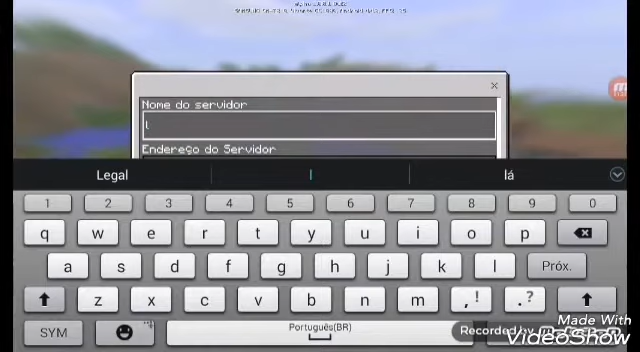 ×
Nome do servidor
l
Endereço do Servidor
Legal
l
lá
1 2 3 4 5 6 7 8 9 0
q w e r t y u i o p
a s d f g h j k l Próx.
z x c v b n m ,! .?
SYM
Português(BR)
Recorded by
Made With
VideoShow